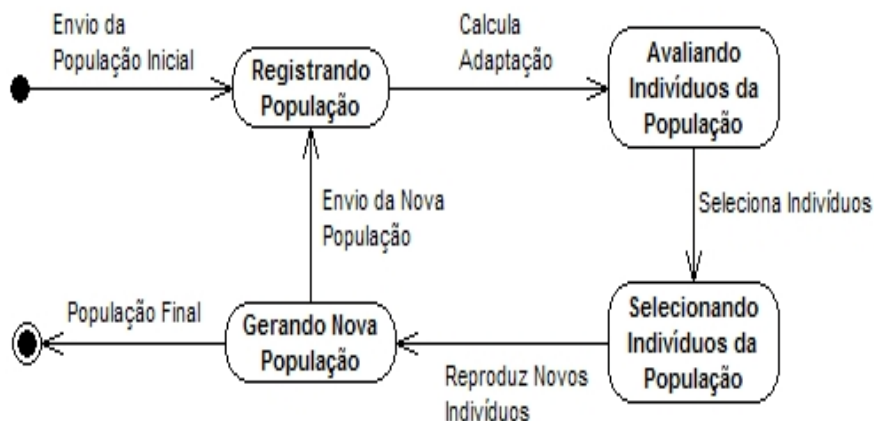 Envio da
População Inicial
Registrando
População
Calcula
Adaptação
Avaliando
Indivíduos da
População
Envio da Nova
População
Seleciona Indivíduos
População Final
Gerando Nova
População
Reproduz Novos
Indivíduos
Selecionando
Indivíduos da
População